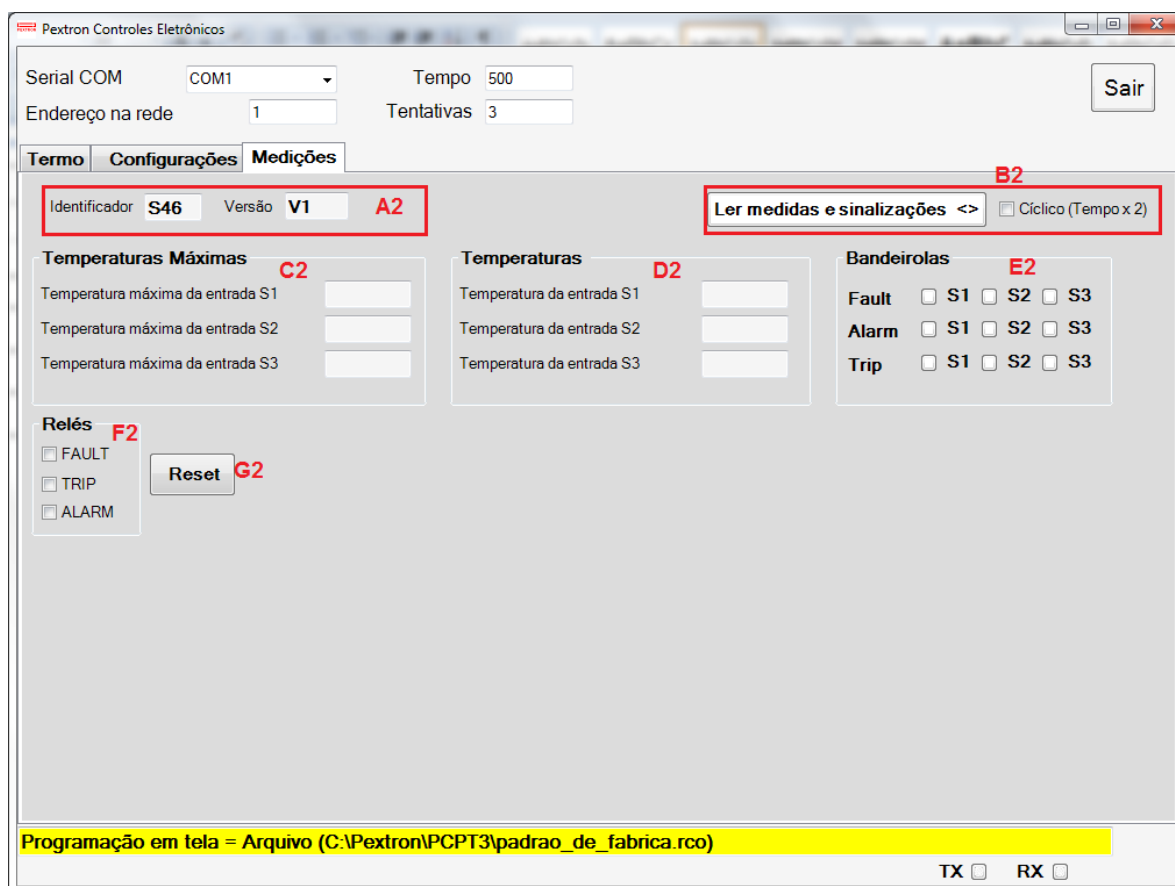 Pextron Controles Eletrônicos
Serial COM COM1 Tempo 500
Sair
Endereço na rede 1 Tentativas 3
Termo Configurações Medições
B2
Identificador S46 Versão V1 A2 Ler medidas e sinalizações <> Cíclico (Tempo x 2)
Temperaturas Máximas C2 Temperaturas D2 Bandeirolas E2
Temperatura máxima da entrada S1 Temperatura da entrada S1 Fault S1 S2 S3
Temperatura máxima da entrada S2 Temperatura da entrada S2 Alarm S1 S2 S3
Temperatura máxima da entrada S3 Temperatura da entrada S3 Trip S1 S2 S3
Relés F2
FAULT
Reset G2
TRIP
ALARM
Programação em tela = Arquivo (C:\Pextron\PCPT3\padrao_de_fabrica.rco)
TX RX